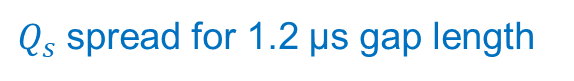 Qₛ spread for 1.2 μs gap length